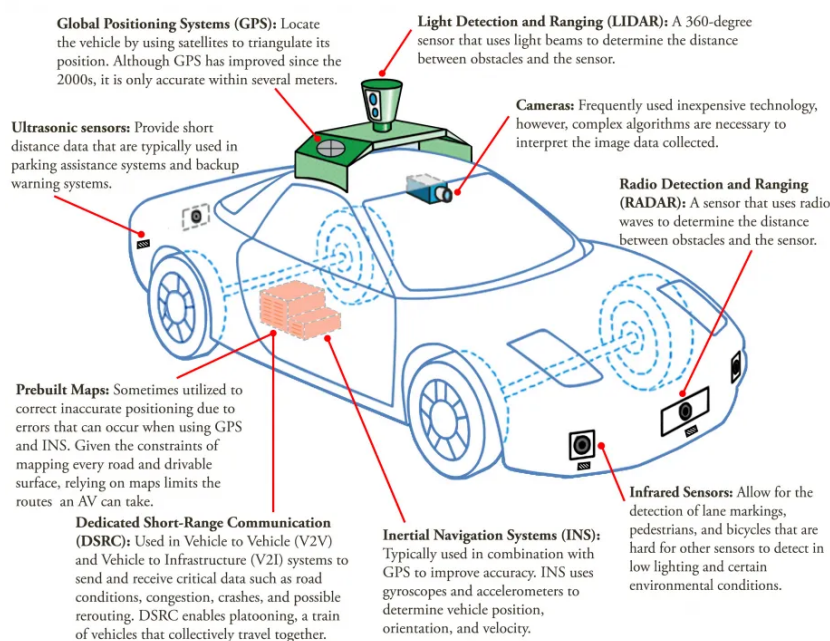 Global Positioning Systems (GPS): Locate
the vehicle by using satellites to triangulate its
position. Although GPS has improved since the
2000s, it is only accurate within several meters.
Light Detection and Ranging (LIDAR): A 360-degree
sensor that uses light beams to determine the distance
between obstacles and the sensor.
Cameras: Frequently used inexpensive technology,
however, complex algorithms are necessary to
interpret the image data collected.
Ultrasonic sensors: Provide short
distance data that are typically used in
parking assistance systems and backup
warning systems.
Radio Detection and Ranging
(RADAR): A sensor that uses radio
waves to determine the distance
between obstacles and the sensor.
Prebuilt Maps: Sometimes utilized to
correct inaccurate positioning due to
errors that can occur when using GPS
and INS. Given the constraints of
mapping every road and drivable
surface, relying on maps limits the
routes an AV can take.
Dedicated Short-Range Communication
(DSRC): Used in Vehicle to Vehicle (V2V)
and Vehicle to Infrastructure (V2I) systems to
send and receive critical data such as road
conditions, congestion, crashes, and possible
rerouting. DSRC enables platooning, a train
of vehicles that collectively travel together.
Inertial Navigation Systems (INS):
Typically used in combination with
GPS to improve accuracy. INS uses
gyroscopes and accelerometers to
determine vehicle position,
orientation, and velocity.
Infrared Sensors: Allow for the
detection of lane markings,
pedestrians, and bicycles that are
hard for other sensors to detect in
low lighting and certain
environmental conditions.